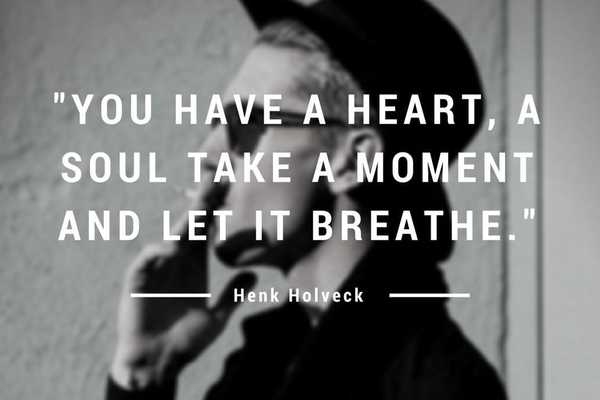 "YOU HAVE A HEART, A
SOUL TAKE A MOMENT
AND LET IT BREATHE."
Henk Holveck